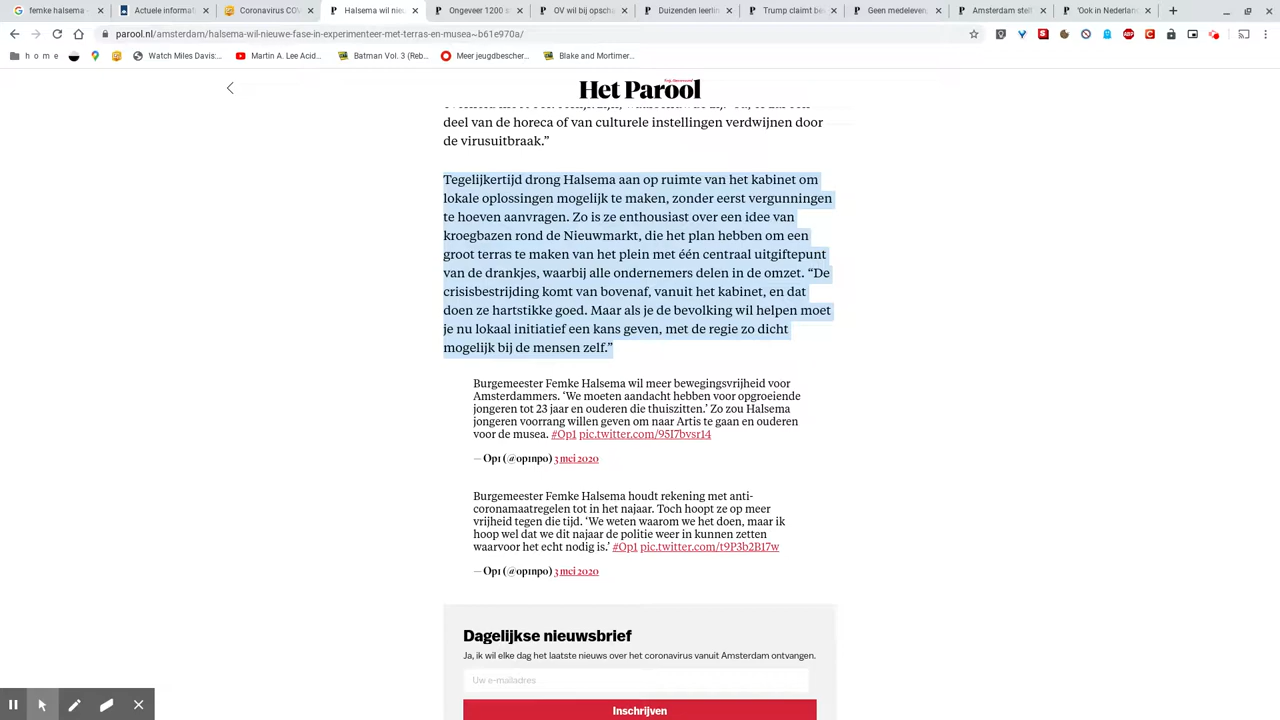 femke halsema -
Actuele informat
Coronavirus COV
Halsema wil nieu
Ongeveer 1200 s
OV wil bij opscha
Duizenden leerlin
Trump claimt be
Geen medeleven,
Amsterdam stelt
'Ook in Nederlan
parool.nl/amsterdam/halsema-wil-nieuwe-fase-in-experimenteer-met-terras-en-musea~b61e970a/
h o m e
Watch Miles Davis:...
Martin A. Lee Acid...
Batman Vol. 3 (Reb...
Meer jeugdbescher...
Blake and Mortimer...
Het Parool
deel van de horeca of van culturele instellingen verdwijnen door
de virusuitbraak.”
Tegelijkertijd drong Halsema aan op ruimte van het kabinet om
lokale oplossingen mogelijk te maken, zonder eerst vergunningen
te hoeven aanvragen. Zo is ze enthousiast over een idee van
kroegbazen rond de Nieuwmarkt, die het plan hebben om een
groot terras te maken van het plein met één centraal uitgiftepunt
van de drankjes, waarbij alle ondernemers delen in de omzet. “De
crisisbestrijding komt van bovenaf, vanuit het kabinet, en dat
doen ze hartstikke goed. Maar als je de bevolking wil helpen moet
je nu lokaal initiatief een kans geven, met de regie zo dicht
mogelijk bij de mensen zelf.”
Burgemeester Femke Halsema wil meer bewegingsvrijheid voor
Amsterdammers. ‘We moeten aandacht hebben voor opgroeiende
jongeren tot 23 jaar en ouderen die thuiszitten.’ Zo zou Halsema
jongeren voorrang willen geven om naar Artis te gaan en ouderen
voor de musea. #Op1 pic.twitter.com/95I7bvsr14
— Op1 (@op1npo) 3 mei 2020
Burgemeester Femke Halsema houdt rekening met anti-
coronamaatregelen tot in het najaar. Toch hoopt ze op meer
vrijheid tegen die tijd. ‘We weten waarom we het doen, maar ik
hoop wel dat we dit najaar de politie weer in kunnen zetten
waarvoor het echt nodig is.’ #Op1 pic.twitter.com/t9P3b2B17w
— Op1 (@op1npo) 3 mei 2020
Dagelijkse nieuwsbrief
Ja, ik wil elke dag het laatste nieuws over het coronavirus vanuit Amsterdam ontvangen.
Uw e-mailadres
Inschrijven